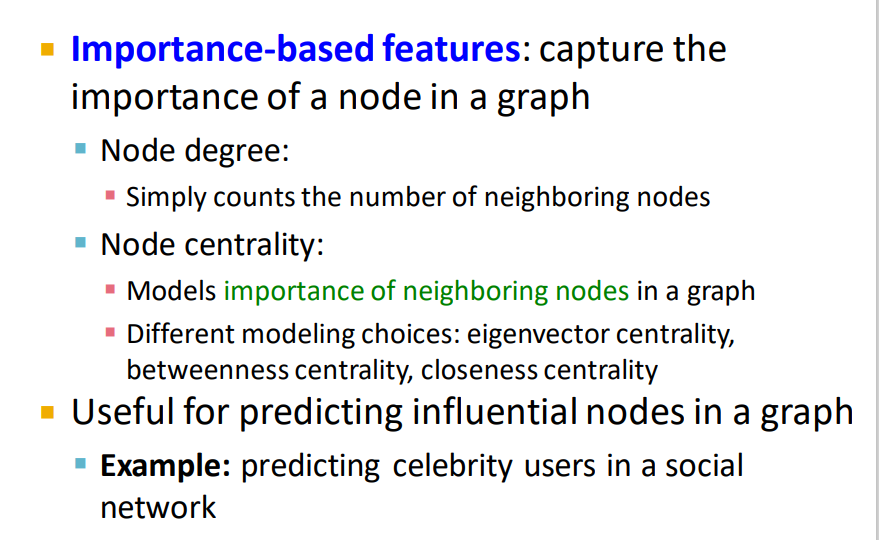 Importance-based features: capture the
importance of a node in a graph
Node degree:
Simply counts the number of neighboring nodes
Node centrality:
Models importance of neighboring nodes in a graph
Different modeling choices: eigenvector centrality,
betweenness centrality, closeness centrality
Useful for predicting influential nodes in a graph
Example: predicting celebrity users in a social
network